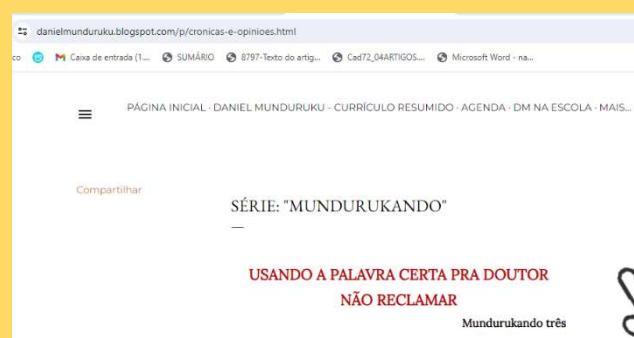 danielmunduruku.blogspot.com/p/cronicas-e-opinioes.html
co Caixa de entrada (1.... SUMÁRIO 8797-Texto do artig... Cad72_04ARTIGOS.... Microsoft Word - na...
PÁGINA INICIAL · DANIEL MUNDURUKU · CURRÍCULO RESUMIDO · AGENDA · DM NA ESCOLA · MAIS...
Compartilhar
SÉRIE: "MUNDURUKANDO"
USANDO A PALAVRA CERTA PRA DOUTOR
NÃO RECLAMAR
Mundurukando três